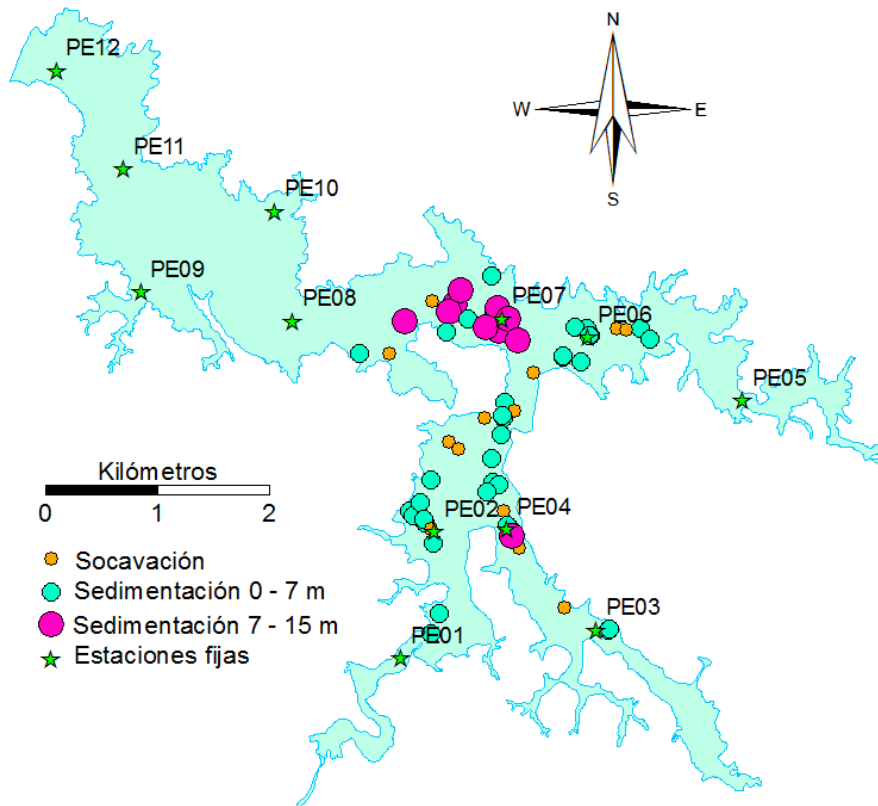 PE12
N
W
E
S
PE11
PE10
PE09
PE08
PE07
PE06
PE05
Kilómetros
0 1 2
PE02
PE04
Socavación
Sedimentación 0 - 7 m
Sedimentación 7 - 15 m
Estaciones fijas
PE01
PE03